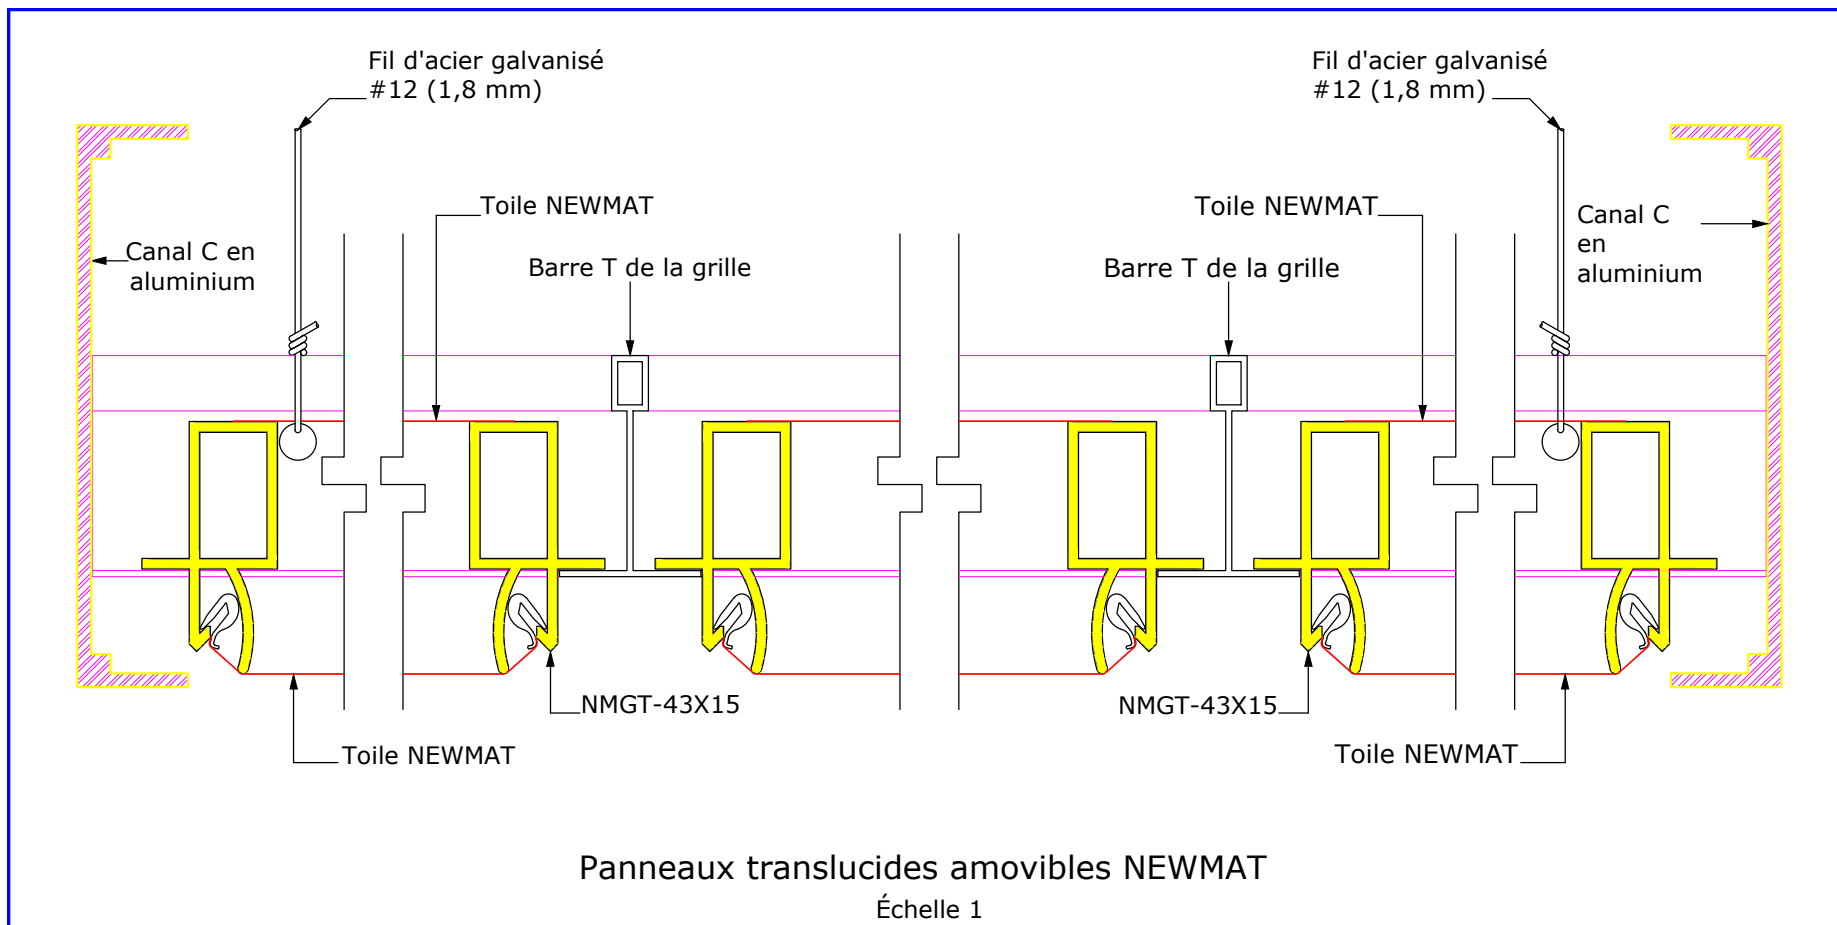 Fil d'acier galvanisé
#12 (1,8 mm)
Fil d'acier galvanisé
#12 (1,8 mm)
Toile NEWMAT
Toile NEWMAT
Canal C en
aluminium
Barre T de la grille
Barre T de la grille
Canal C
en
aluminium
NMGT-43X15
NMGT-43X15
Toile NEWMAT
Toile NEWMAT
Panneaux translucides amovibles NEWMAT
Échelle 1